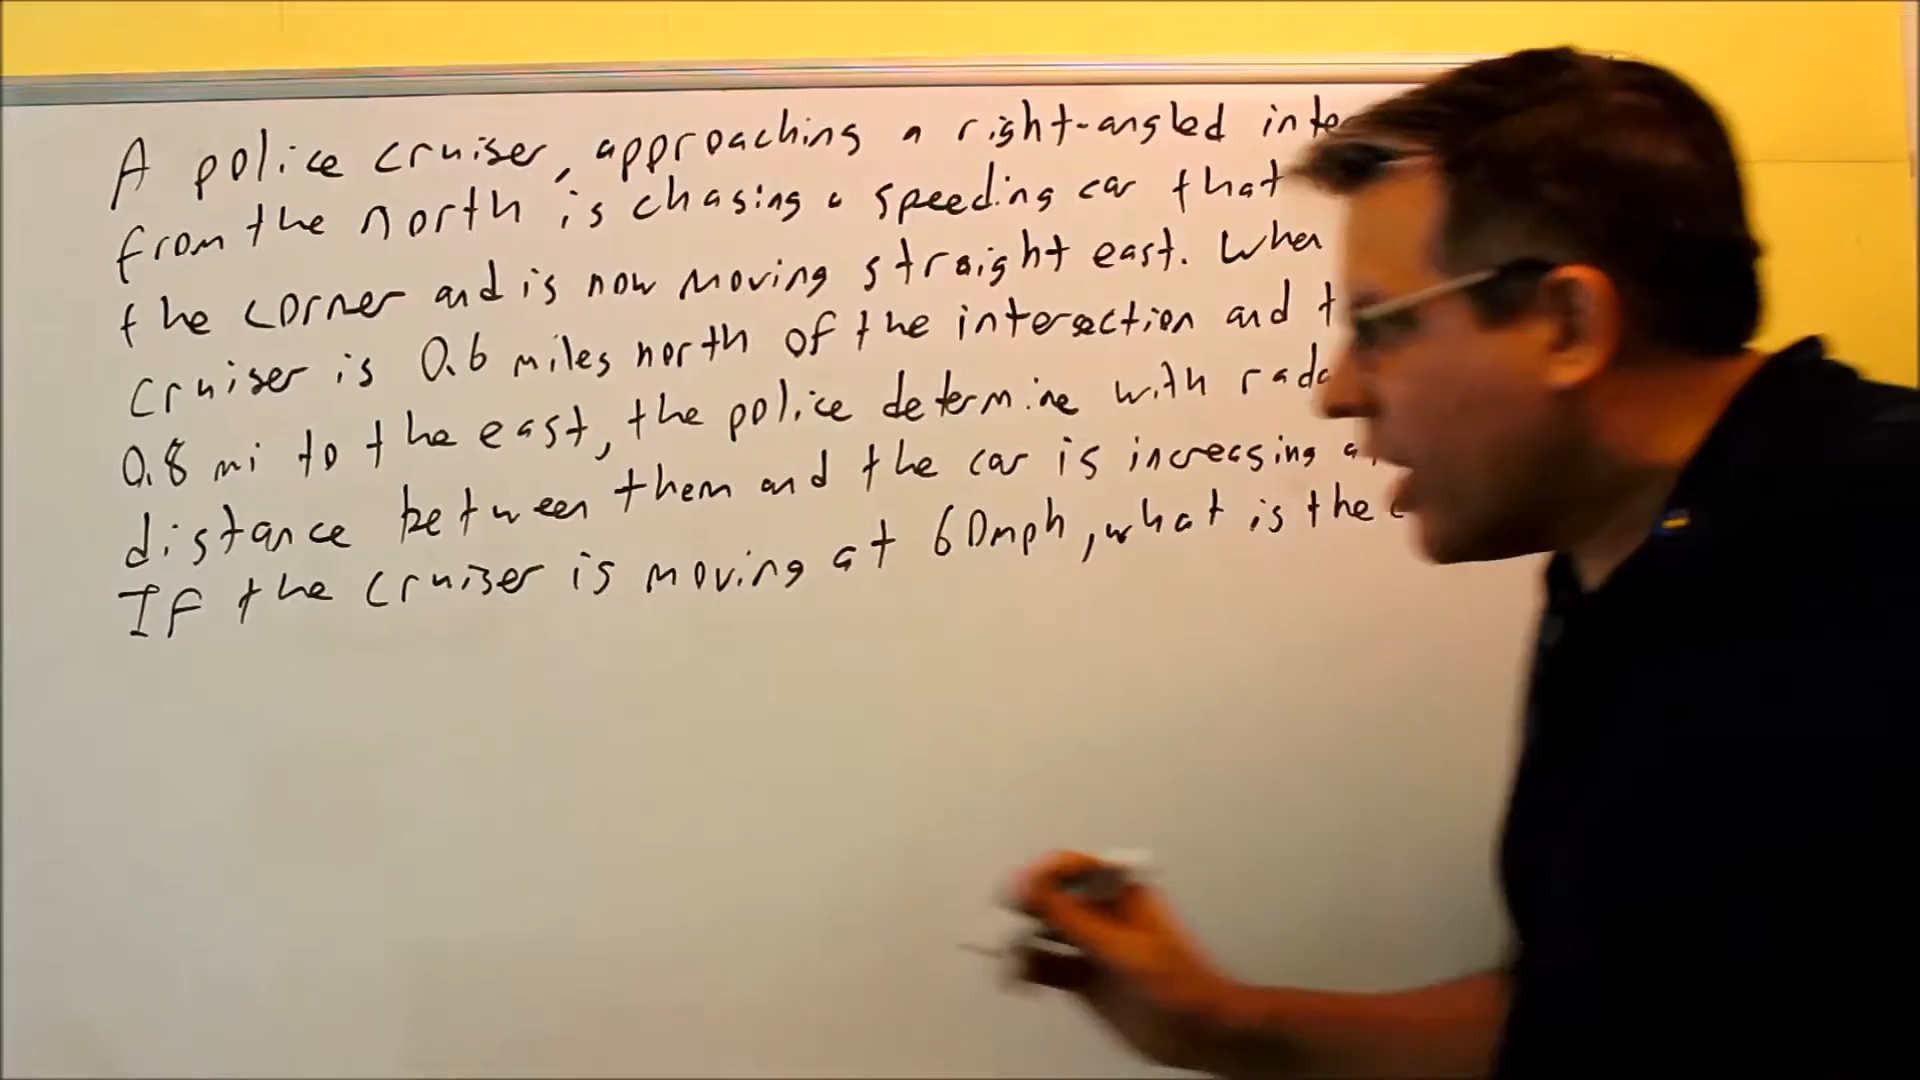 A police cruiser, approaching a right-angled
from the north is chasing a speeding car that
the corner and is now moving straight east. When
cruiser is 0.6 miles north of the intersection and
0.8 mi to the east, the police determine with
distance between them and the car is increasing
If the cruiser is moving at 60mph, what is the